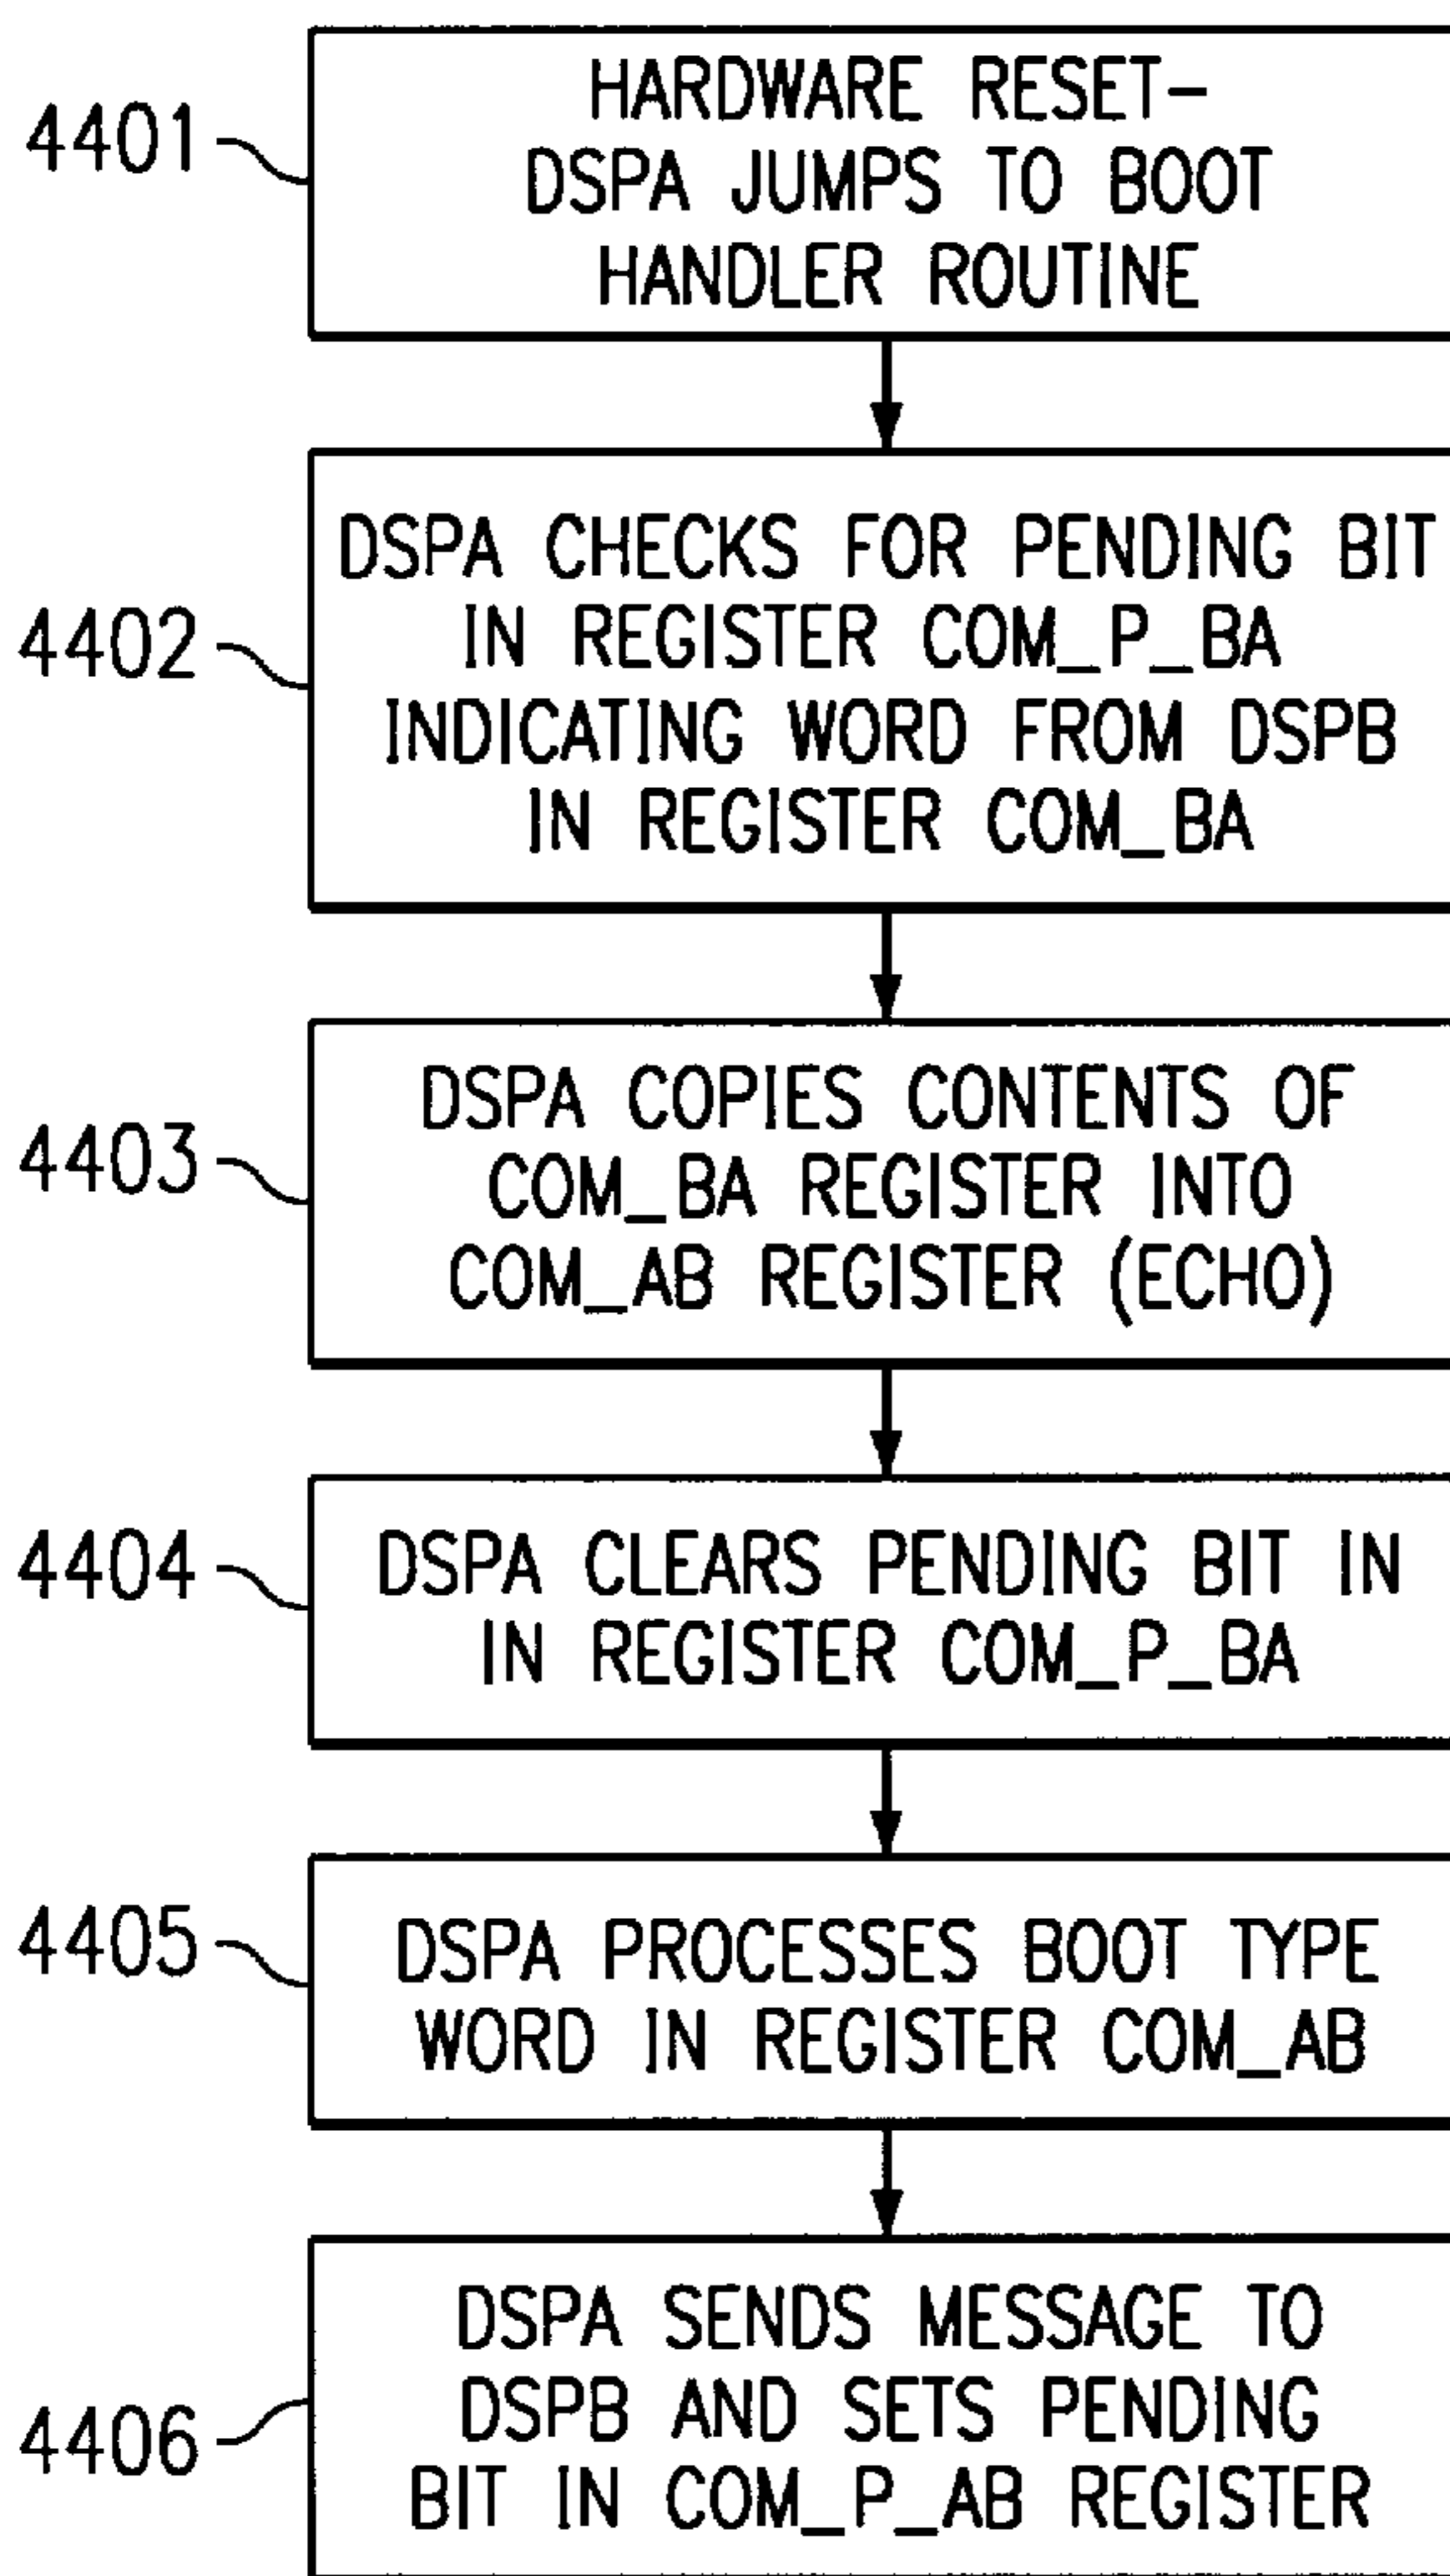 4401
HARDWARE RESET-
DSPA JUMPS TO BOOT
HANDLER ROUTINE
4402
DSPA CHECKS FOR PENDING BIT
IN REGISTER COM_P_BA
INDICATING WORD FROM DSPB
IN REGISTER COM_BA
4403
DSPA COPIES CONTENTS OF
COM_BA REGISTER INTO
COM_AB REGISTER (ECHO)
4404
DSPA CLEARS PENDING BIT IN
IN REGISTER COM_P_BA
4405
DSPA PROCESSES BOOT TYPE
WORD IN REGISTER COM_AB
4406
DSPA SENDS MESSAGE TO
DSPB AND SETS PENDING
BIT IN COM_P_AB REGISTER